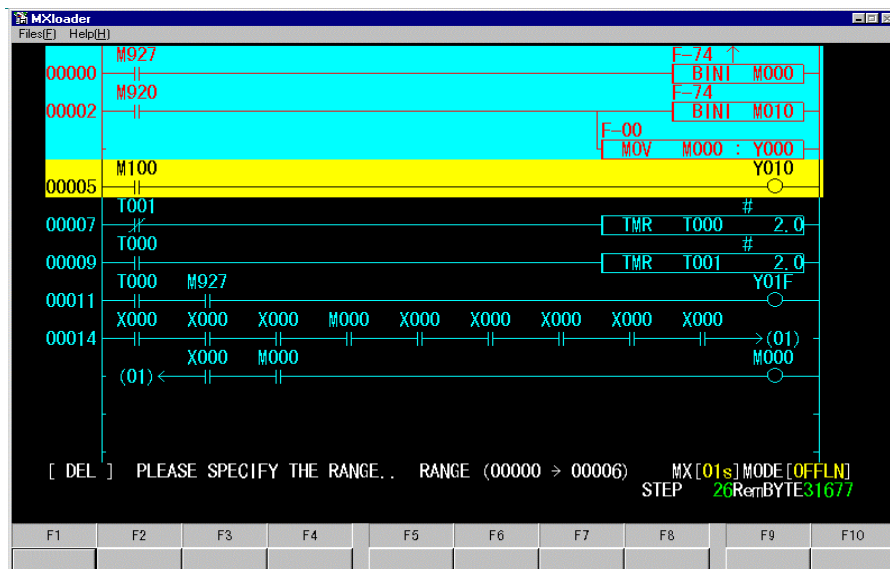 MXloader
Files(F) Help(H)
M927 F-74 ↑
00000 BINI M000
M920 F-74
00002 BINI M010
F-00
MOV M000 : Y000
M100 Y010
00005
T001 #
00007 TMR T000 2.0
T000 #
00009 TMR T001 2.0
T000 M927 Y01F
00011
X000 X000 X000 M000 X000 X000 X000 X000 X000
00014 (01)
X000 M000 M000
(01)
[ DEL ] PLEASE SPECIFY THE RANGE.. RANGE (00000 → 00006) MX[01s]MODE[OFFLN]
STEP 26RemBYTE31677
F1 F2 F3 F4 F5 F6 F7 F8 F9 F10